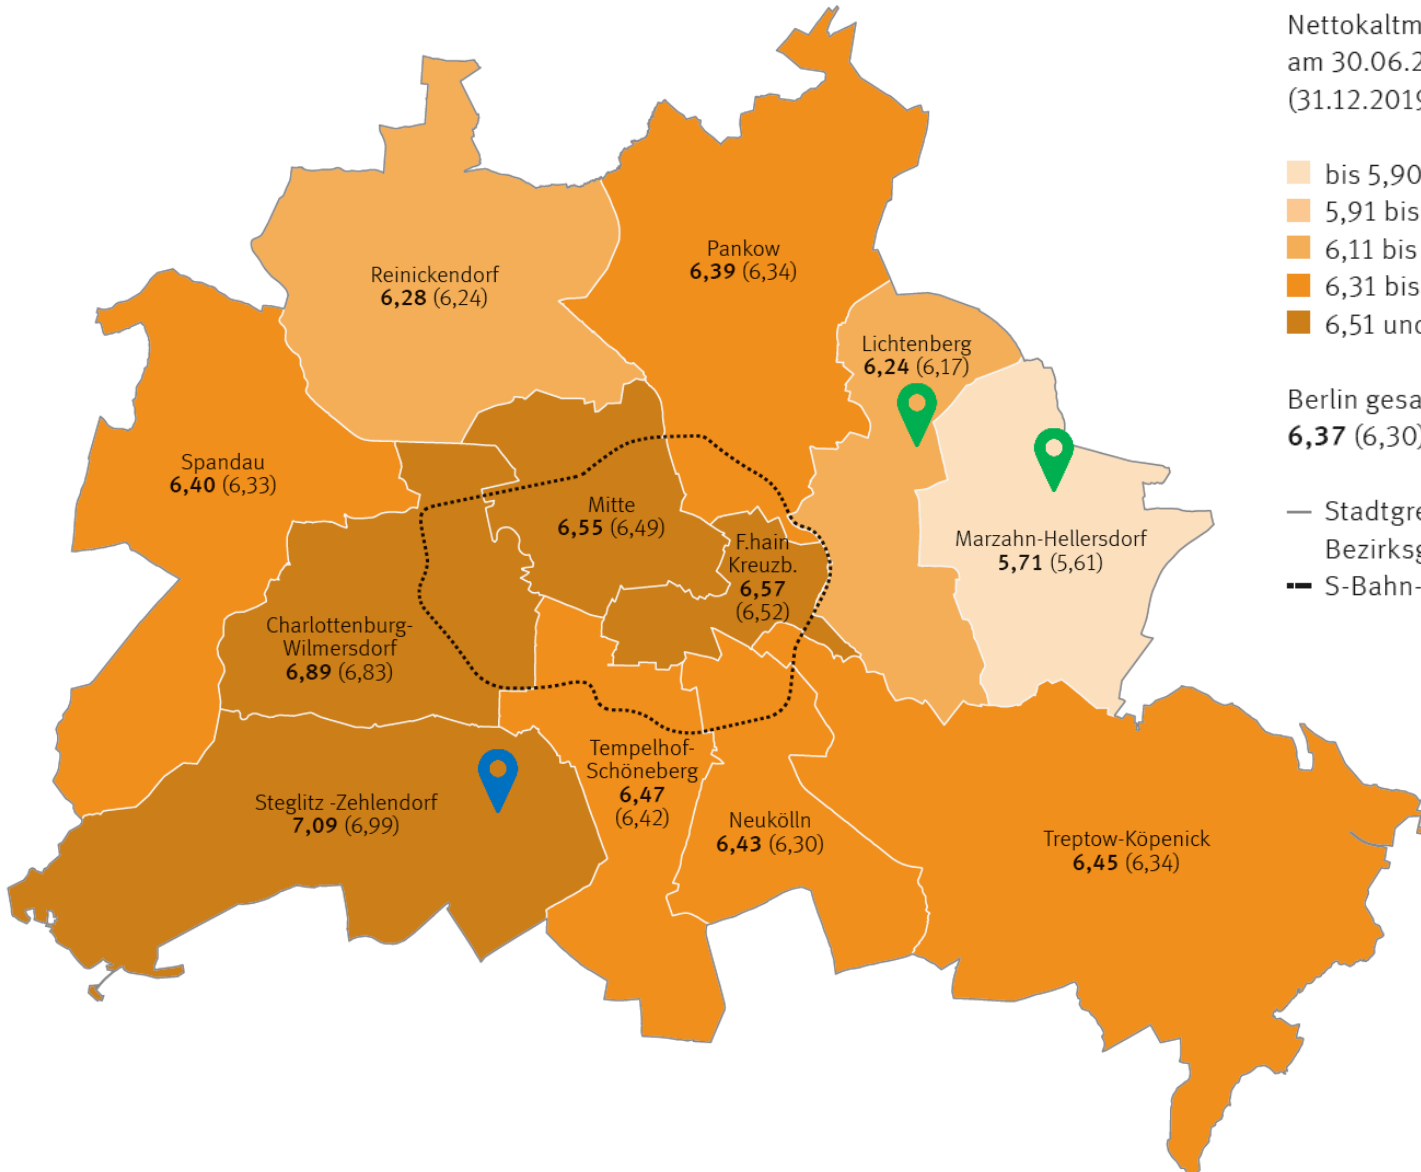 Nettokaltm
am 30.06.2
(31.12.2019
bis 5,90
5,91 bis
6,11 bis
6,31 bis
6,51 und
Berlin gesa
6,37 (6,30)
Stadtgre
Bezirksg
S-Bahn-
Pankow
6,39 (6,34)
Reinickendorf
6,28 (6,24)
Lichtenberg
6,24 (6,17)
Spandau
6,40 (6,33)
Mitte
6,55 (6,49)
F.hain
Kreuzb.
6,57
(6,52)
Marzahn-Hellersdorf
5,71 (5,61)
Charlottenburg-
Wilmersdorf
6,89 (6,83)
Steglitz -Zehlendorf
7,09 (6,99)
Tempelhof-
Schöneberg
6,47
(6,42)
Neukölln
6,43 (6,30)
Treptow-Köpenick
6,45 (6,34)